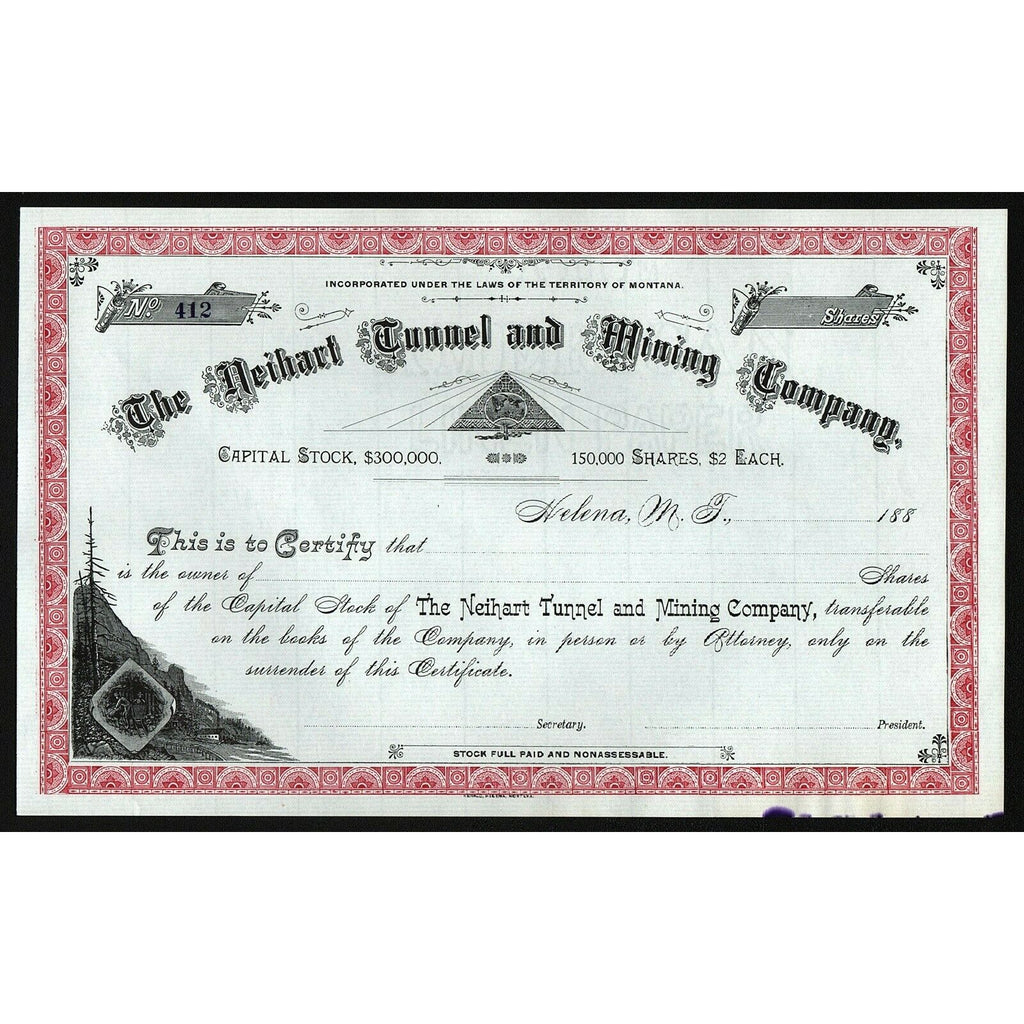 INCORPORATED UNDER THE LAWS OF THE TERRITORY OF MONTANA.
No. 412
Shares
The Neihart Tunnel and Mining Company.
CAPITAL STOCK, $300,000. 150,000 SHARES, $2 EACH.
Helena, M. T., 188
This is to Certify that
is the owner of Shares
of the Capital Stock of The Neihart Tunnel and Mining Company, transferable
on the books of the Company, in person or by Attorney, only on the
surrender of this Certificate.
Secretary. President.
STOCK FULL PAID AND NONASSESSABLE.